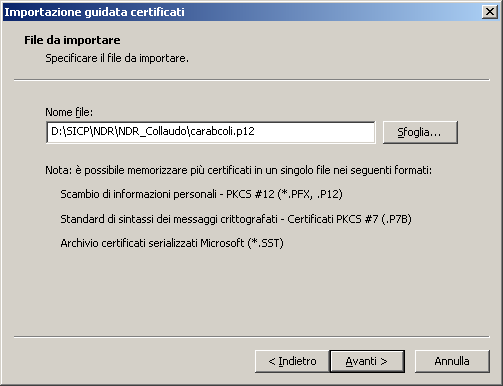 Importazione guidata certificati
File da importare
Specificare il file da importare.
Nome file:
D:\SICP\NDR\NDR_Collaudo\carabcoli.p12
Sfoglia...
Nota: è possibile memorizzare più certificati in un singolo file nei seguenti formati:
Scambio di informazioni personali - PKCS #12 (*.PFX, .P12)
Standard di sintassi dei messaggi crittografati - Certificati PKCS #7 (.P7B)
Archivio certificati serializzati Microsoft (*.SST)
< Indietro
Avanti >
Annulla